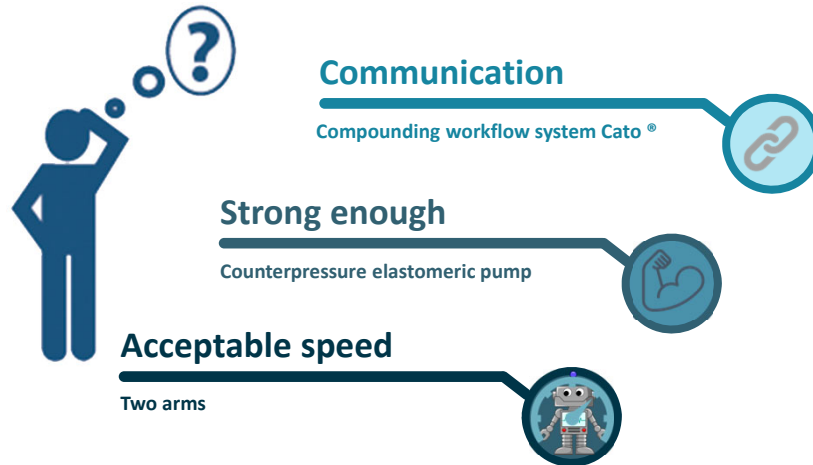 ?
Communication
Compounding workflow system Cato ®
Strong enough
Counterpressure elastomeric pump
Acceptable speed
Two arms